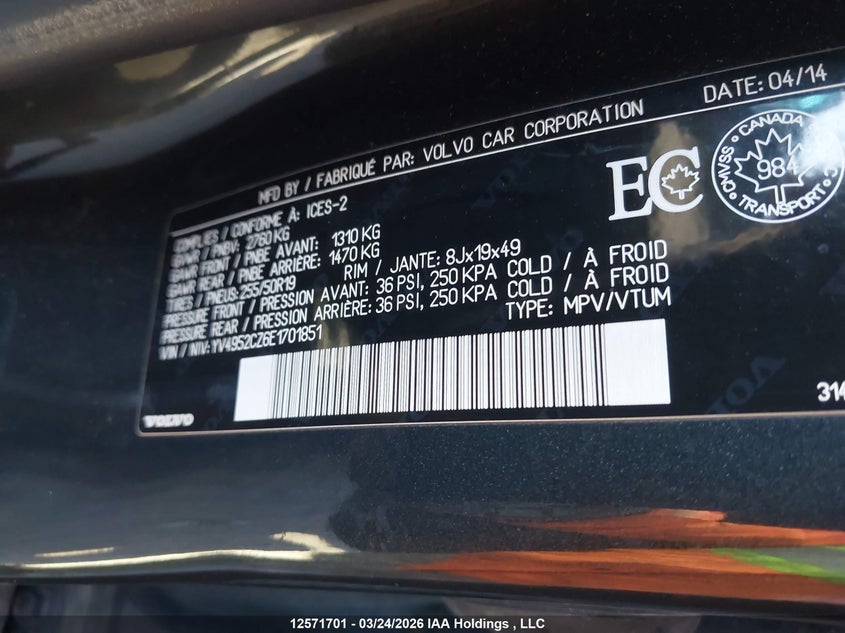 MFD BY / FABRIQUÉ PAR: VOLVO CAR CORPORATION DATE: 04/14
COMPLIES / CONFORME À: ICES-2
GVWR / PNBV: 2760 KG
GAWR FRONT / PNBE AVANT: 1310 KG
GAWR REAR / PNBE ARRIÈRE: 1470 KG
TIRES / PNEUS: 255/50R19 RIM / JANTE: 8Jx19x49
PRESSURE FRONT / PRESSION AVANT: 36 PSI, 250 KPA COLD / À FROID
PRESSURE REAR / PRESSION ARRIÈRE: 36 PSI, 250 KPA COLD / À FROID
VIN / NIV: YV4952CZ6E1701851 TYPE: MPV/VTUM
EC
CANADA
984
TRANSPORT
CMVSS
VOLVO
314
12571701 - 03/24/2026 IAA Holdings , LLC